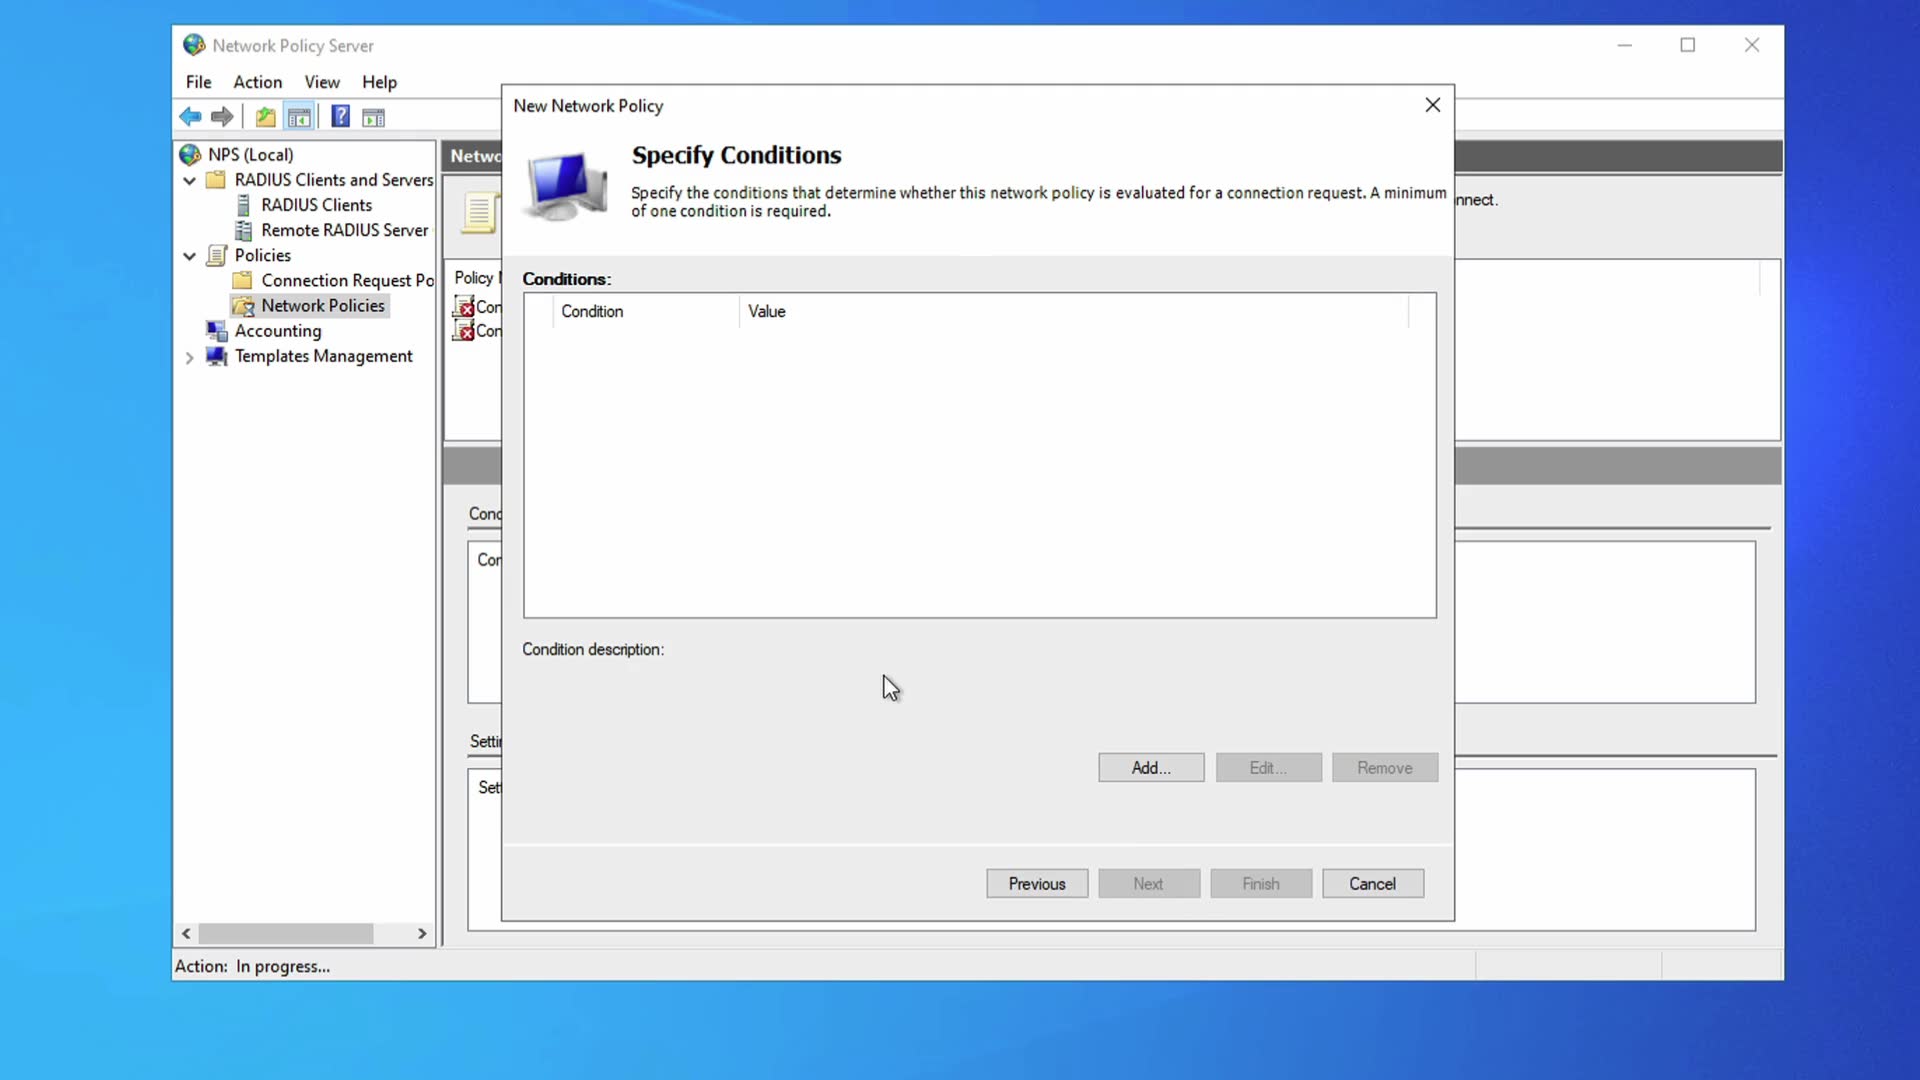 Network Policy Server
File Action View Help
New Network Policy
Specify Conditions
Specify the conditions that determine whether this network policy is evaluated for a connection request. A minimum
of one condition is required.
NPS (Local)
RADIUS Clients and Servers
RADIUS Clients
Remote RADIUS Server
Policies
Connection Request Po
Network Policies
Accounting
Templates Management
Netwo
nnect.
Policy
Con
Con
Conditions:
Condition Value
Cond
Con
Condition description:
Settin
Sett
Add... Edit... Remove
Previous Next Finish Cancel
Action: In progress...